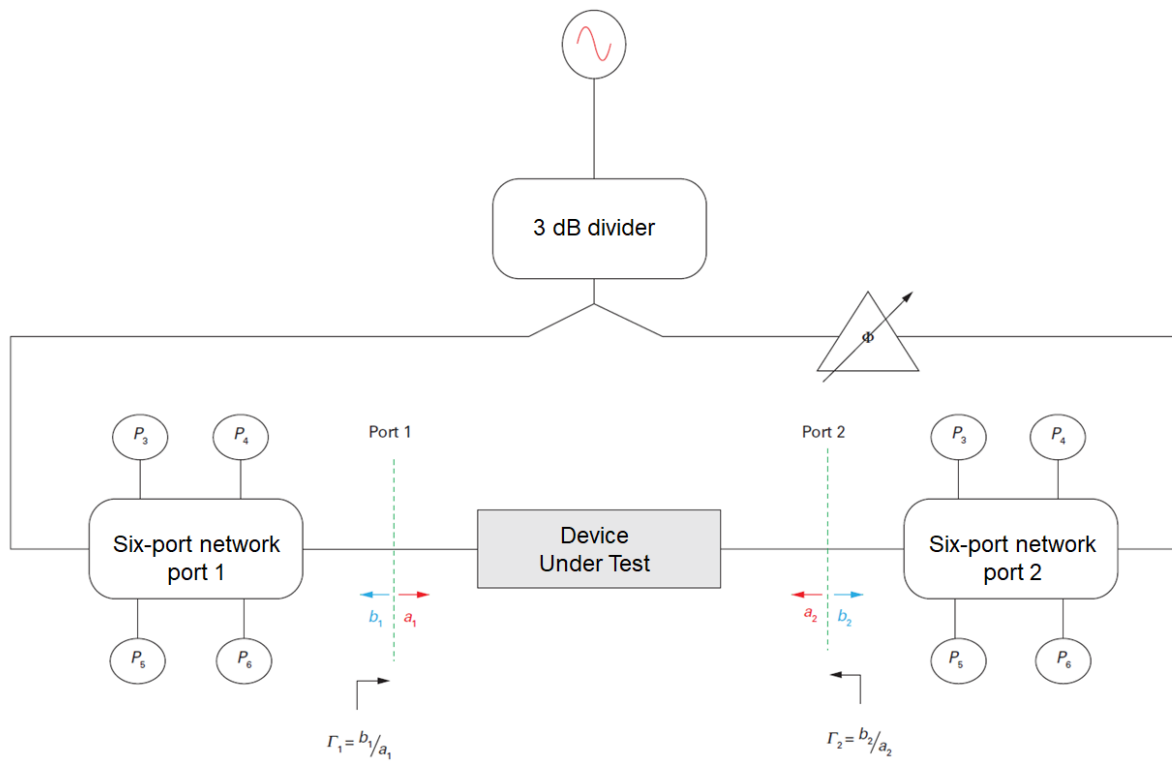 3 dB divider
Φ
P₃
P₄
Port 1
Port 2
P₃
P₄
Six-port network
port 1
Device
Under Test
Six-port network
port 2
b₁
a₁
a₂
b₂
P₅
P₆
P₅
P₆
Γ₁ = b₁/a₁
Γ₂ = b₂/a₂